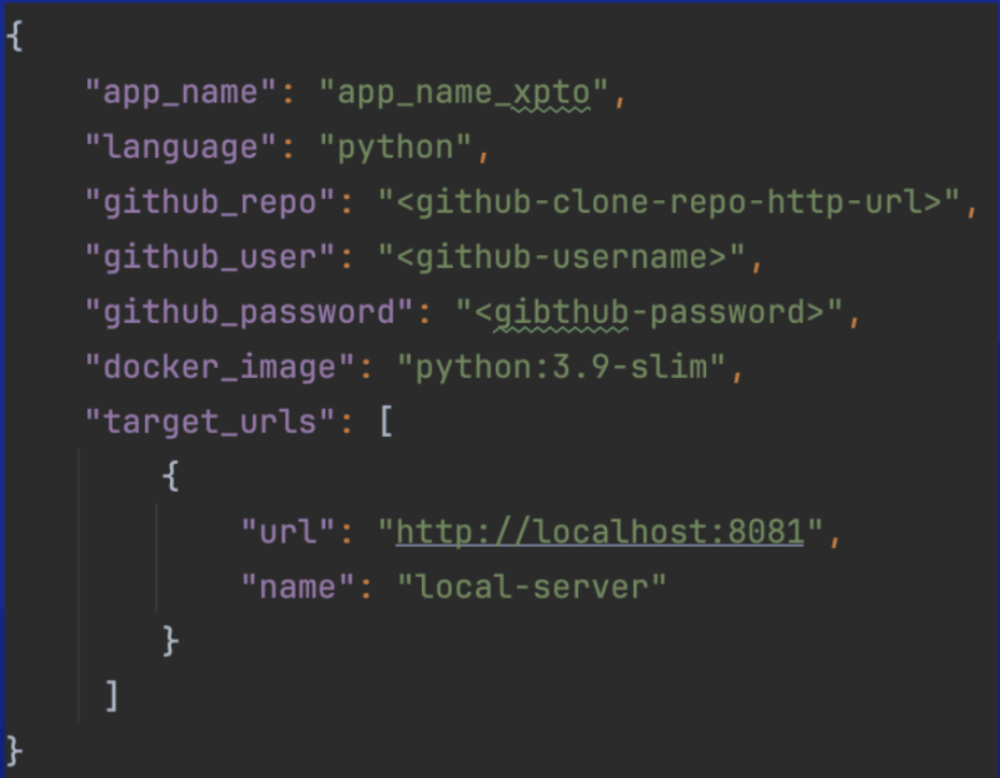 {
"app_name": "app_name_xpto",
"language": "python",
"github_repo": "<github-clone-repo-http-url>",
"github_user": "<github-username>",
"github_password": "<gibthub-password>",
"docker_image": "python:3.9-slim",
"target_urls": [
{
"url": "http://localhost:8081",
"name": "local-server"
}
]
}